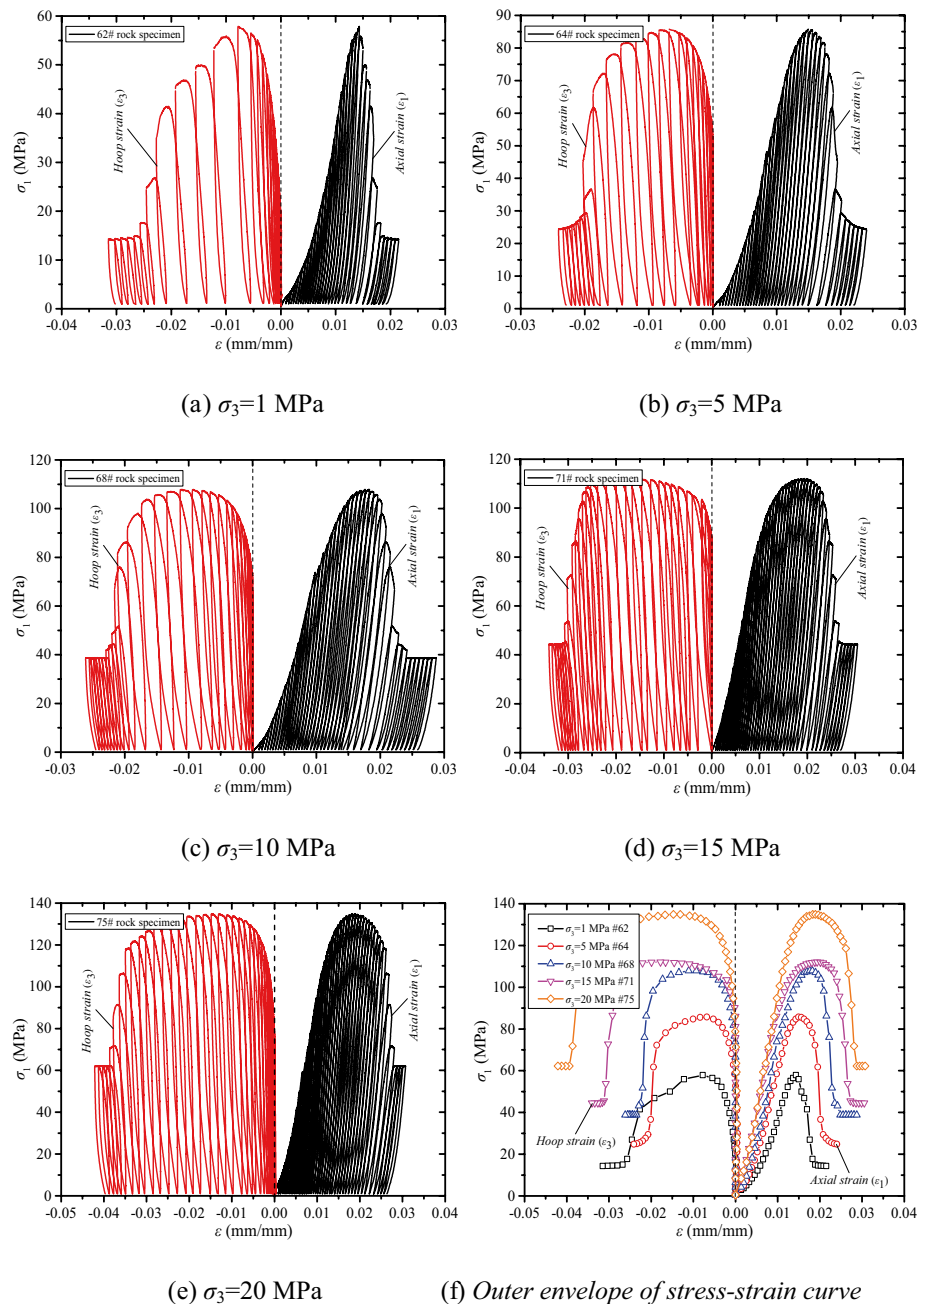 62# rock specimen
σ1 (MPa)
60
50
40
30
20
10
0
Hoop strain (ε3)
Axial strain (ε1)
-0.04 -0.03 -0.02 -0.01 0.00 0.01 0.02 0.03
ε (mm/mm)
(a) σ3=1 MPa
64# rock specimen
σ1 (MPa)
90
80
70
60
50
40
30
20
10
0
Hoop strain (ε3)
Axial strain (ε1)
-0.03 -0.02 -0.01 0.00 0.01 0.02 0.03
ε (mm/mm)
(b) σ3=5 MPa
68# rock specimen
σ1 (MPa)
120
100
80
60
40
20
0
Hoop strain (ε3)
Axial strain (ε1)
-0.03 -0.02 -0.01 0.00 0.01 0.02 0.03
ε (mm/mm)
(c) σ3=10 MPa
71# rock specimen
σ1 (MPa)
120
100
80
60
40
20
0
Hoop strain (ε3)
Axial strain (ε1)
-0.04 -0.03 -0.02 -0.01 0.00 0.01 0.02 0.03 0.04
ε (mm/mm)
(d) σ3=15 MPa
75# rock specimen
σ1 (MPa)
140
120
100
80
60
40
20
0
Hoop strain (ε3)
Axial strain (ε1)
-0.05 -0.04 -0.03 -0.02 -0.01 0.00 0.01 0.02 0.03 0.04
ε (mm/mm)
(e) σ3=20 MPa
σ3=1 MPa #62
σ3=5 MPa #64
σ3=10 MPa #68
σ3=15 MPa #71
σ3=20 MPa #75
σ1 (MPa)
140
120
100
80
60
40
20
0
Hoop strain (ε3)
Axial strain (ε1)
-0.05 -0.04 -0.03 -0.02 -0.01 0.00 0.01 0.02 0.03 0.04
ε (mm/mm)
(f) Outer envelope of stress-strain curve